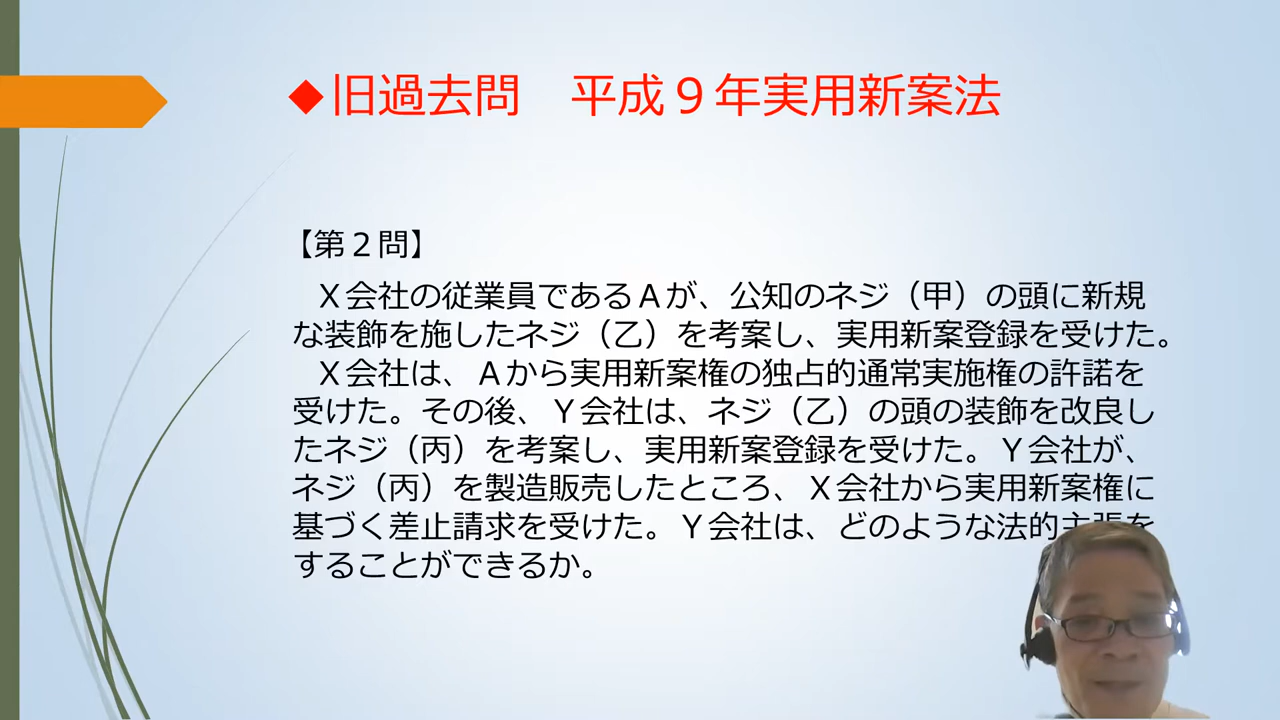 ◆旧過去問　平成９年実用新案法
【第２問】
Ｘ会社の従業員であるＡが、公知のネジ（甲）の頭に新規
な装飾を施したネジ（乙）を考案し、実用新案登録を受けた。
Ｘ会社は、Ａから実用新案権の独占的通常実施権の許諾を
受けた。その後、Ｙ会社は、ネジ（乙）の頭の装飾を改良し
たネジ（丙）を考案し、実用新案登録を受けた。Ｙ会社が、
ネジ（丙）を製造販売したところ、Ｘ会社から実用新案権に
基づく差止請求を受けた。Ｙ会社は、どのような法的主張を
することができるか。